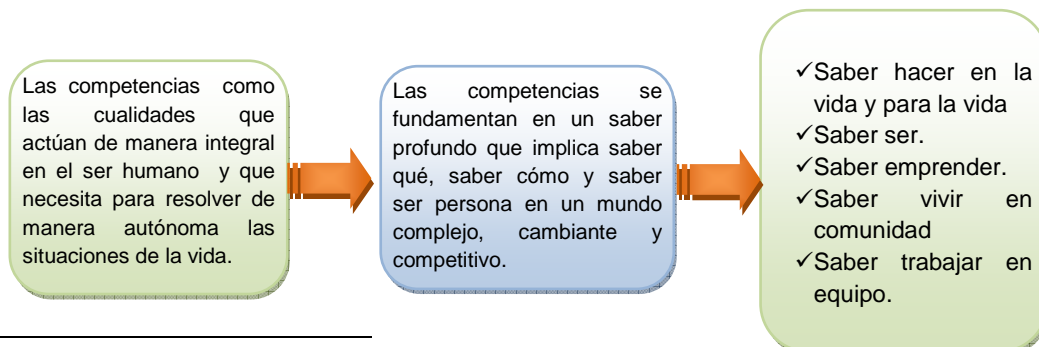 Las competencias como
las cualidades que
actúan de manera integral
en el ser humano y que
necesita para resolver de
manera autónoma las
situaciones de la vida.
Las competencias se
fundamentan en un saber
profundo que implica saber
qué, saber cómo y saber
ser persona en un mundo
complejo, cambiante y
competitivo.
✓Saber hacer en la
vida y para la vida
✓Saber ser.
✓Saber emprender.
✓Saber vivir en
comunidad
✓Saber trabajar en
equipo.